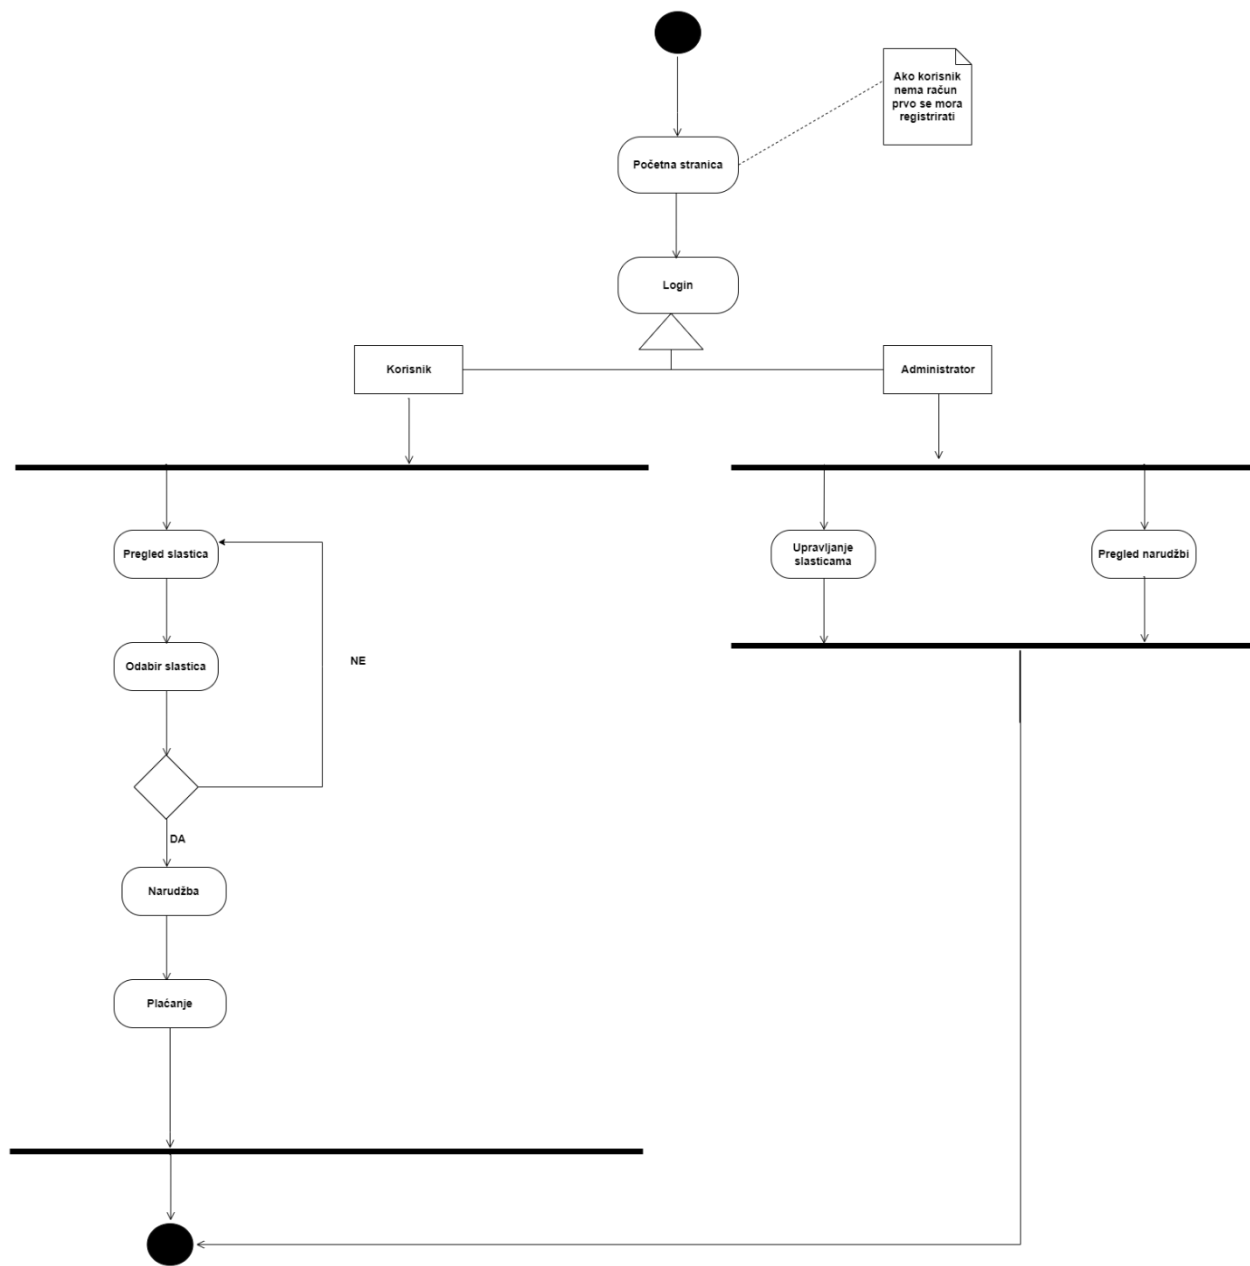 Ako korisnik
nema račun
prvo se mora
registrirati
Početna stranica
Login
Korisnik
Administrator
Pregled slastica
Upravljanje
slasticama
Pregled narudžbi
Odabir slastica
NE
DA
Narudžba
Plaćanje